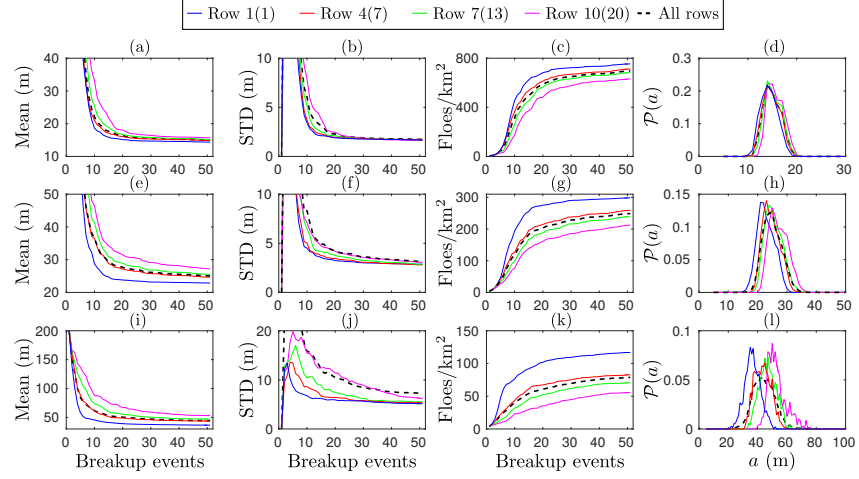 Row 1(1) Row 4(7) Row 7(13) Row 10(20) All rows
(a) (b) (c) (d)
Mean (m) 40 30 20 10 0 10 20 30 40 50
STD (m) 10 5 0 0 10 20 30 40 50
Floes/km² 800 400 0 0 10 20 30 40 50
P(a) 0.3 0.2 0.1 0 0 10 20 30
(e) (f) (g) (h)
Mean (m) 50 40 30 20 0 10 20 30 40 50
STD (m) 10 5 0 0 10 20 30 40 50
Floes/km² 300 200 100 0 0 10 20 30 40 50
P(a) 0.15 0.1 0.05 0 0 10 20 30 40 50
(i) (j) (k) (l)
Mean (m) 200 150 100 50 0 10 20 30 40 50
STD (m) 20 10 0 0 10 20 30 40 50
Floes/km² 150 100 50 0 0 10 20 30 40 50
P(a) 0.1 0.05 0 0 20 40 60 80 100
Breakup events Breakup events Breakup events a (m)